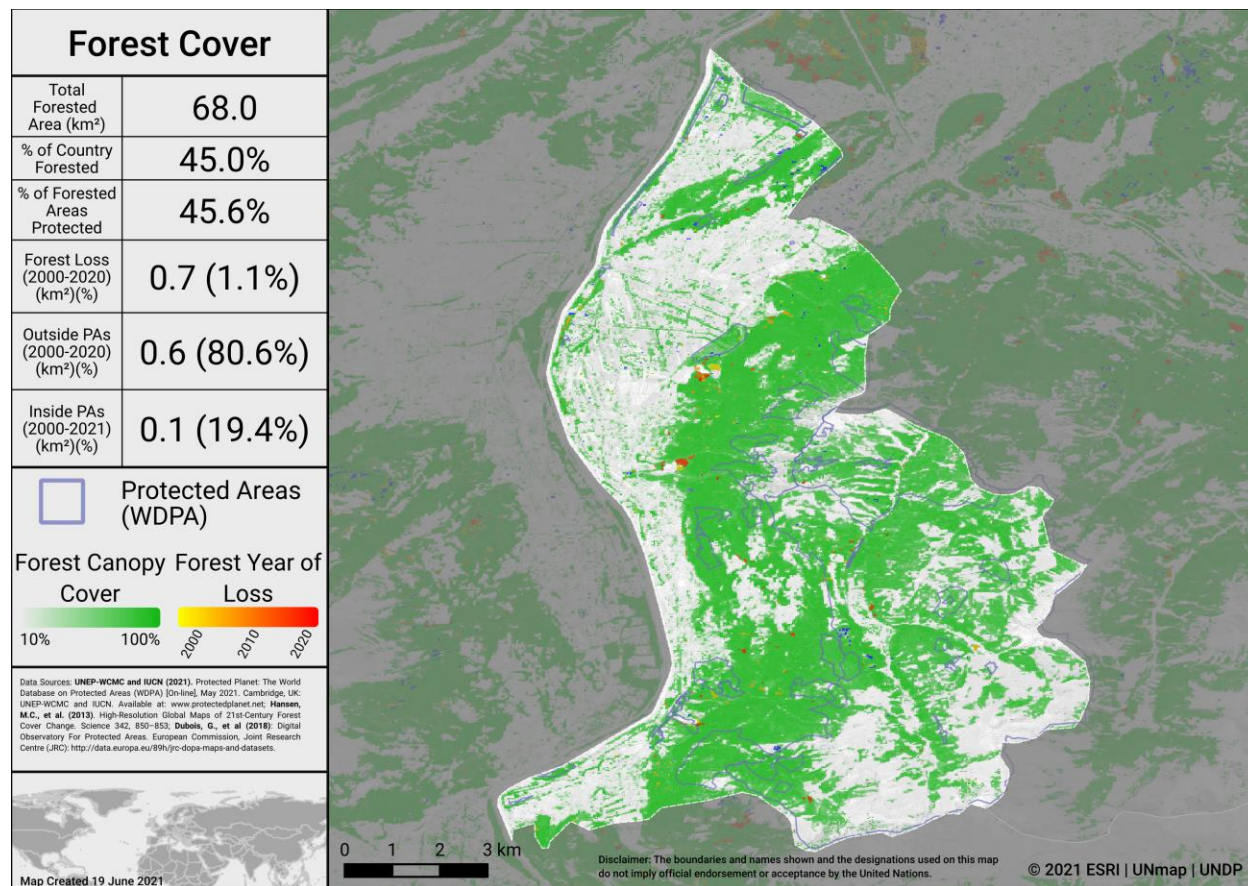 Forest Cover
Total
Forested
Area (km²)
68.0
% of Country
Forested
45.0%
% of Forested
Areas
Protected
45.6%
Forest Loss
(2000-2020)
(km²)(%)
0.7 (1.1%)
Outside PAs
(2000-2020)
(km²)(%)
0.6 (80.6%)
Inside PAs
(2000-2021)
(km²)(%)
0.1 (19.4%)
Protected Areas
(WDPA)
Forest Canopy
Cover
10%
100%
Forest Year of
Loss
2000
2010
2020
Data Sources: UNEP-WCMC and IUCN (2021). Protected Planet: The World
Database on Protected Areas (WDPA) [On-line], May 2021. Cambridge, UK:
UNEP-WCMC and IUCN. Available at: www.protectedplanet.net; Hansen,
M.C., et al. (2013). High-Resolution Global Maps of 21st-Century Forest
Cover Change. Science 342, 850–853; Dubois, G., et al (2018): Digital
Observatory For Protected Areas. European Commission, Joint Research
Centre (JRC): http://data.europa.eu/89h/jrc-dopa-maps-and-datasets.
Map Created 19 June 2021
0 1 2 3 km
Disclaimer: The boundaries and names shown and the designations used on this map
do not imply official endorsement or acceptance by the United Nations.
© 2021 ESRI | UNmap | UNDP